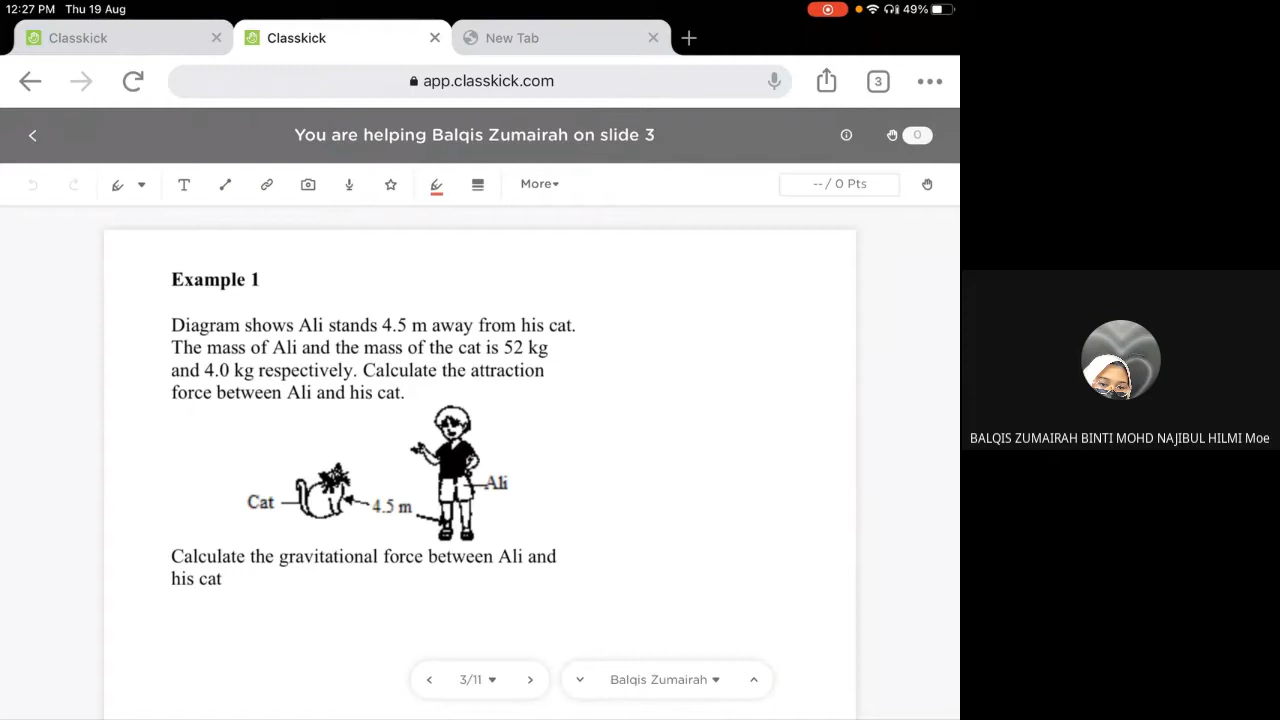 12:27 PM Thu 19 Aug
49%
Classkick
Classkick
New Tab
app.classkick.com
3
You are helping Balqis Zumairah on slide 3
0
T
More
-- / 0 Pts
Example 1
Diagram shows Ali stands 4.5 m away from his cat.
The mass of Ali and the mass of the cat is 52 kg
and 4.0 kg respectively. Calculate the attraction
force between Ali and his cat.
Ali
Cat
4.5 m
Calculate the gravitational force between Ali and
his cat
BALQIS ZUMAIRAH BINTI MOHD NAJIBUL HILMI Moe
3/11
Balqis Zumairah